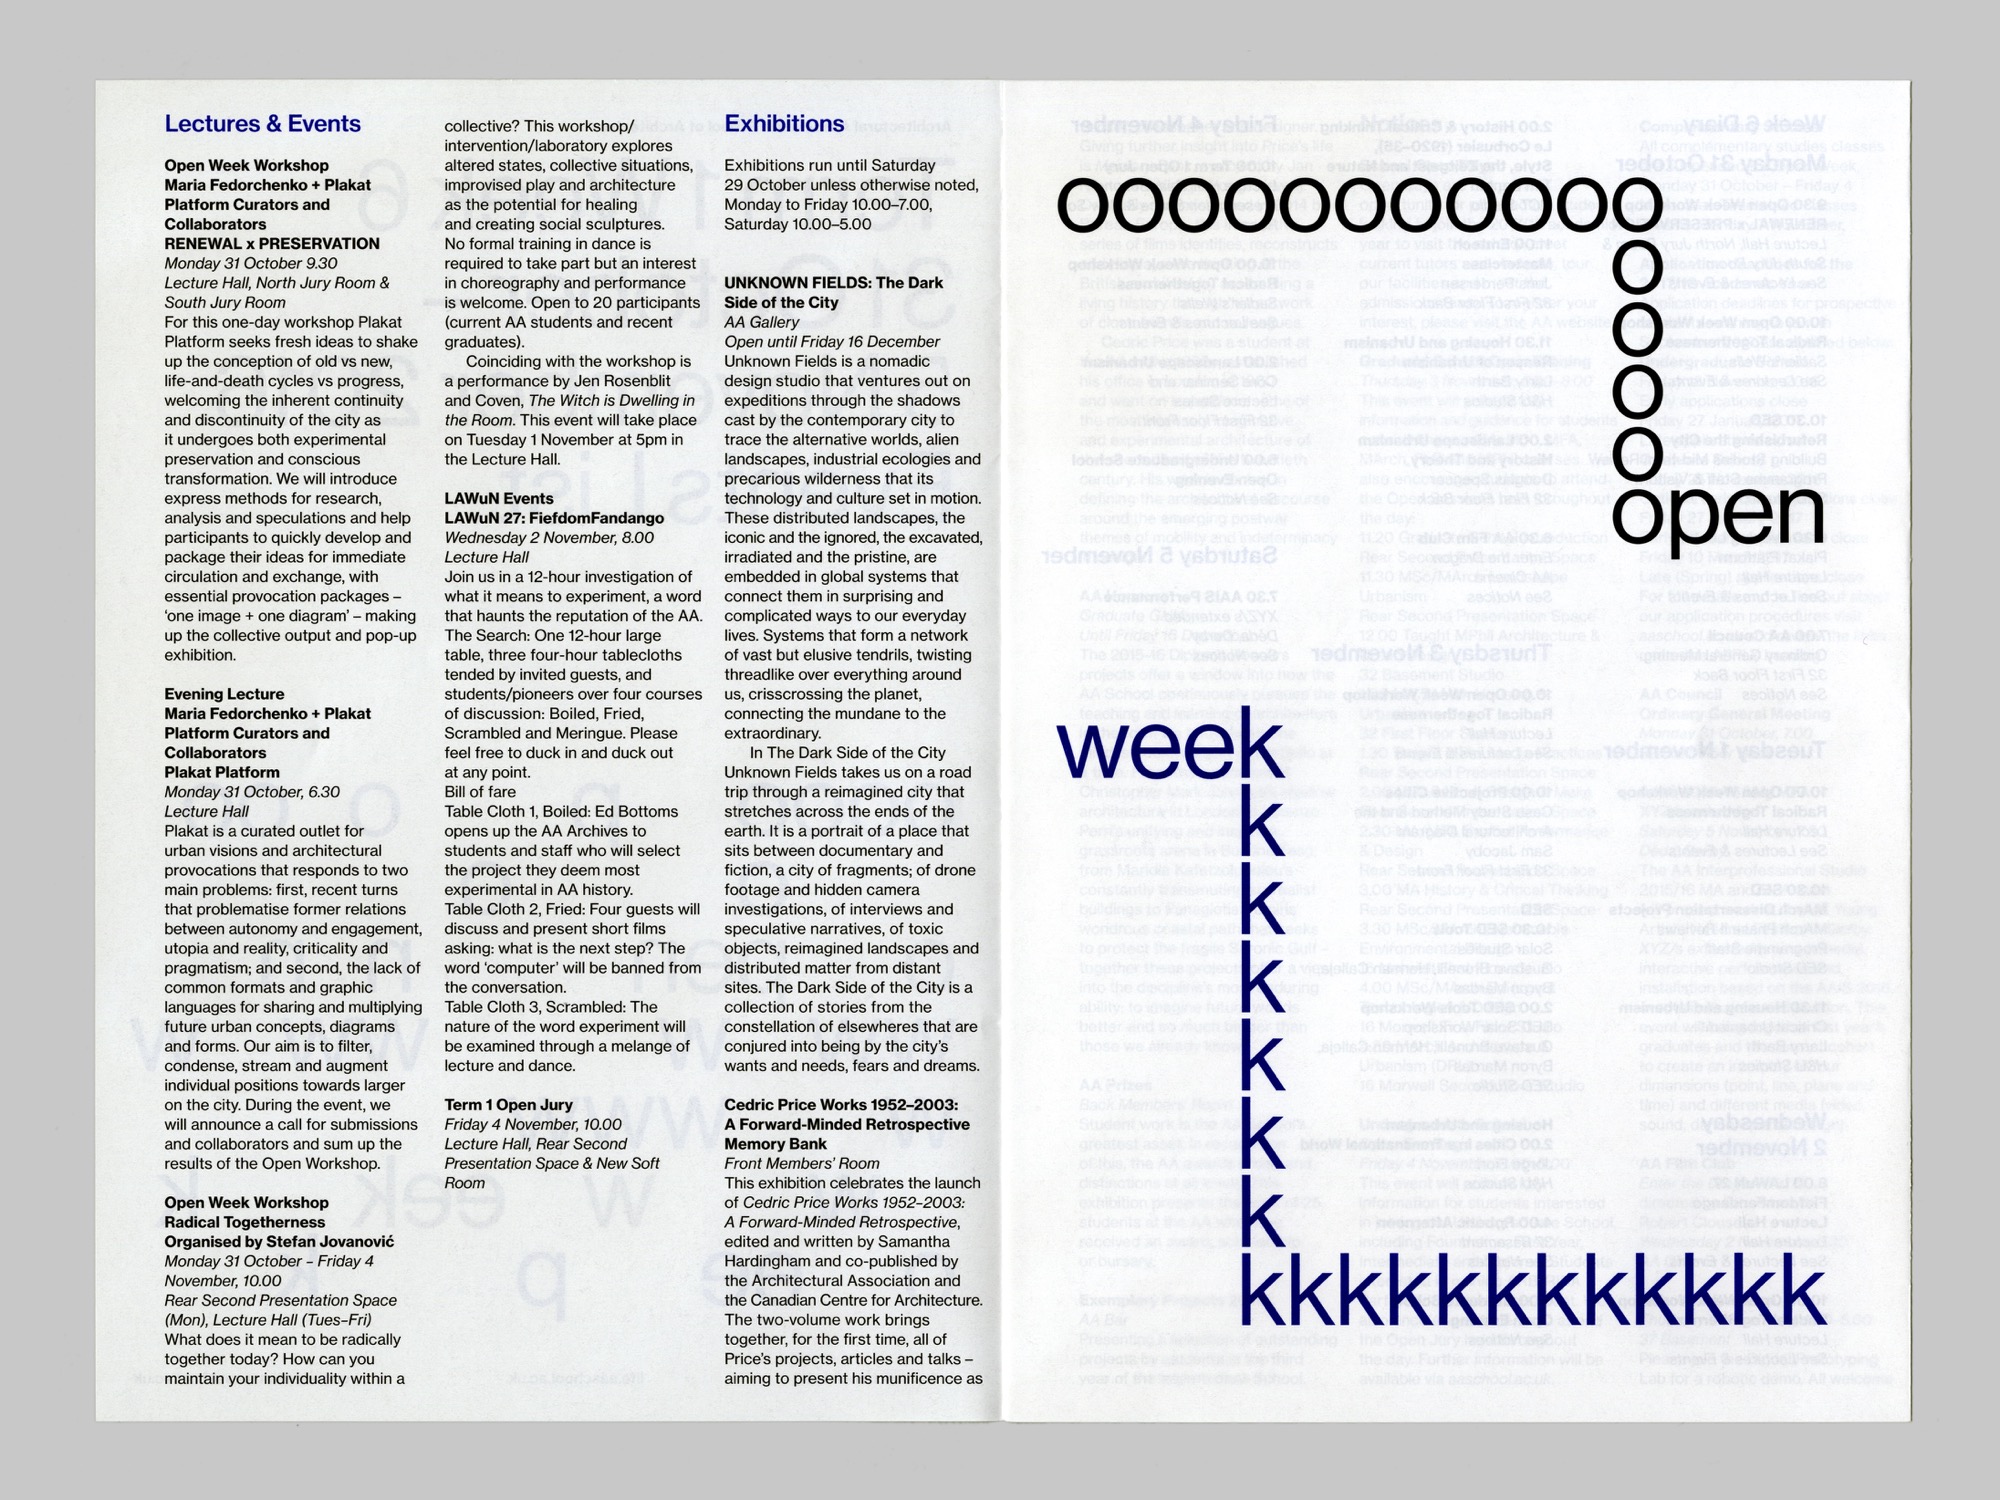 Lectures & Events
Open Week Workshop
Maria Fedorchenko + Plakat
Platform Curators and
Collaborators
RENEWAL x PRESERVATION
Monday 31 October 9.30
Lecture Hall, North Jury Room &
South Jury Room
For this one-day workshop Plakat
Platform seeks fresh ideas to shake
up the conception of old vs new,
life-and-death cycles vs progress,
welcoming the inherent continuity
and discontinuity of the city as
it undergoes both experimental
preservation and conscious
transformation. We will introduce
express methods for research,
analysis and speculations and help
participants to quickly develop and
package their ideas for immediate
circulation and exchange, with
essential provocation packages –
‘one image + one diagram’ – making
up the collective output and pop-up
exhibition.
Evening Lecture
Maria Fedorchenko + Plakat
Platform Curators and
Collaborators
Plakat Platform
Monday 31 October, 6.30
Lecture Hall
Plakat is a curated outlet for
urban visions and architectural
provocations that responds to two
main problems: first, recent turns
that problematise former relations
between autonomy and engagement,
utopia and reality, criticality and
pragmatism; and second, the lack of
common formats and graphic
languages for sharing and multiplying
future urban concepts, diagrams
and forms. Our aim is to filter,
condense, stream and augment
individual positions towards larger
on the city. During the event, we
will announce a call for submissions
and collaborators and sum up the
results of the Open Workshop.
Open Week Workshop
Radical Togetherness
Organised by Stefan Jovanović
Monday 31 October – Friday 4
November, 10.00
Rear Second Presentation Space
(Mon), Lecture Hall (Tues–Fri)
What does it mean to be radically
together today? How can you
maintain your individuality within a
collective? This workshop/
intervention/laboratory explores
altered states, collective situations,
improvised play and architecture
as the potential for healing
and creating social sculptures.
No formal training in dance is
required to take part but an interest
in choreography and performance
is welcome. Open to 20 participants
(current AA students and recent
graduates).
Coinciding with the workshop is
a performance by Jen Rosenblit
and Coven, The Witch is Dwelling in
the Room. This event will take place
on Tuesday 1 November at 5pm in
the Lecture Hall.
LAWuN Events
LAWuN 27: FiefdomFandango
Wednesday 2 November, 8.00
Lecture Hall
Join us in a 12-hour investigation of
what it means to experiment, a word
that haunts the reputation of the AA.
The Search: One 12-hour large
table, three four-hour tablecloths
tended by invited guests, and
students/pioneers over four courses
of discussion: Boiled, Fried,
Scrambled and Meringue. Please
feel free to duck in and duck out
at any point.
Bill of fare
Table Cloth 1, Boiled: Ed Bottoms
opens up the AA Archives to
students and staff who will select
the project they deem most
experimental in AA history.
Table Cloth 2, Fried: Four guests will
discuss and present short films
asking: what is the next step? The
word ‘computer’ will be banned from
the conversation.
Table Cloth 3, Scrambled: The
nature of the word experiment will
be examined through a melange of
lecture and dance.
Term 1 Open Jury
Friday 4 November, 10.00
Lecture Hall, Rear Second
Presentation Space & New Soft
Room
Exhibitions
Exhibitions run until Saturday
29 October unless otherwise noted,
Monday to Friday 10.00–7.00,
Saturday 10.00–5.00
UNKNOWN FIELDS: The Dark
Side of the City
AA Gallery
Open until Friday 16 December
Unknown Fields is a nomadic
design studio that ventures out on
expeditions through the shadows
cast by the contemporary city to
trace the alternative worlds, alien
landscapes, industrial ecologies and
precarious wilderness that its
technology and culture set in motion.
These distributed landscapes, the
iconic and the ignored, the excavated,
irradiated and the pristine, are
embedded in global systems that
connect them in surprising and
complicated ways to our everyday
lives. Systems that form a network
of vast but elusive tendrils, twisting
threadlike over everything around
us, crisscrossing the planet,
connecting the mundane to the
extraordinary.
In The Dark Side of the City
Unknown Fields takes us on a road
trip through a reimagined city that
stretches across the ends of the
earth. It is a portrait of a place that
sits between documentary and
fiction, a city of fragments; of drone
footage and hidden camera
investigations, of interviews and
speculative narratives, of toxic
objects, reimagined landscapes and
distributed matter from distant
sites. The Dark Side of the City is a
collection of stories from the
constellation of elsewheres that are
conjured into being by the city’s
wants and needs, fears and dreams.
Cedric Price Works 1952–2003:
A Forward-Minded Retrospective
Memory Bank
Front Members’ Room
This exhibition celebrates the launch
of Cedric Price Works 1952–2003:
A Forward-Minded Retrospective,
edited and written by Samantha
Hardingham and co-published by
the Architectural Association and
the Canadian Centre for Architecture.
The two-volume work brings
together, for the first time, all of
Price’s projects, articles and talks –
aiming to present his munificence as
ooooooooooo
o
o
o
o
open
week
k
k
k
k
k
k
kkkkkkkkkkkk